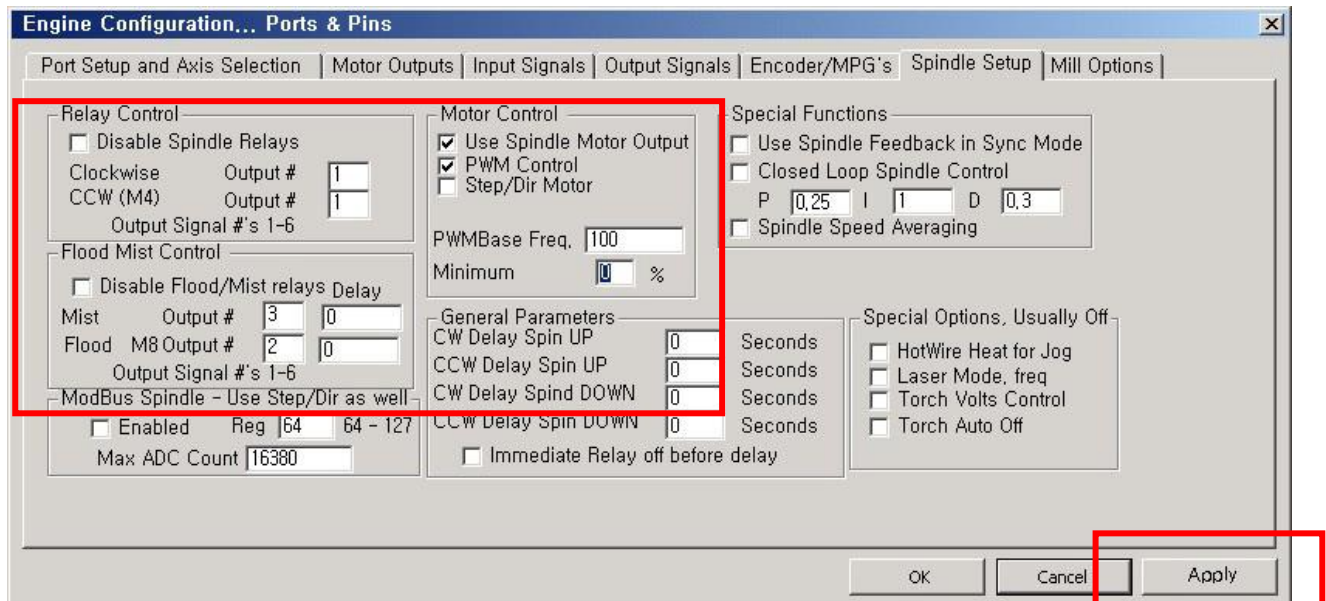 Engine Configuration... Ports & Pins
Port Setup and Axis Selection
Motor Outputs
Input Signals
Output Signals
Encoder/MPG's
Spindle Setup
Mill Options
Relay Control
Disable Spindle Relays
Clockwise Output # 1
CCW (M4) Output # 1
Output Signal #'s 1-6
Flood Mist Control
Disable Flood/Mist relays Delay
Mist Output # 3 0
Flood M8 Output # 2 0
Output Signal #'s 1-6
ModBus Spindle - Use Step/Dir as well
Enabled Reg 64 64 - 127
Max ADC Count 16380
Motor Control
Use Spindle Motor Output
PWM Control
Step/Dir Motor
PWMBase Freq, 100
Minimum 0 %
General Parameters
CW Delay Spin UP 0 Seconds
CCW Delay Spin UP 0 Seconds
CW Delay Spind DOWN 0 Seconds
CCW Delay Spin DOWN 0 Seconds
Immediate Relay off before delay
Special Functions
Use Spindle Feedback in Sync Mode
Closed Loop Spindle Control
P 0,25 I 1 D 0,3
Spindle Speed Averaging
Special Options, Usually Off
HotWire Heat for Jog
Laser Mode, freq
Torch Volts Control
Torch Auto Off
OK
Cancel
Apply